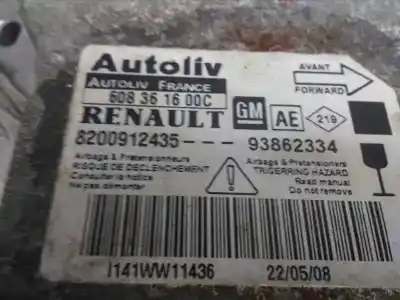 Autoliv
AUTOLIV FRANCE
608 36 16 00C
RENAULT GM AE 219
AVANT
FORWARD
8200912435--- 93862334
Airbags & Pretensionneurs
RISQUE DE DECLENCHEMENT
Consulter la notice
Ne pas démonter
Airbags & Pretensioners
TRIGERRING HAZARD
Read manual
Do not remove
I141WW11436
22/05/08